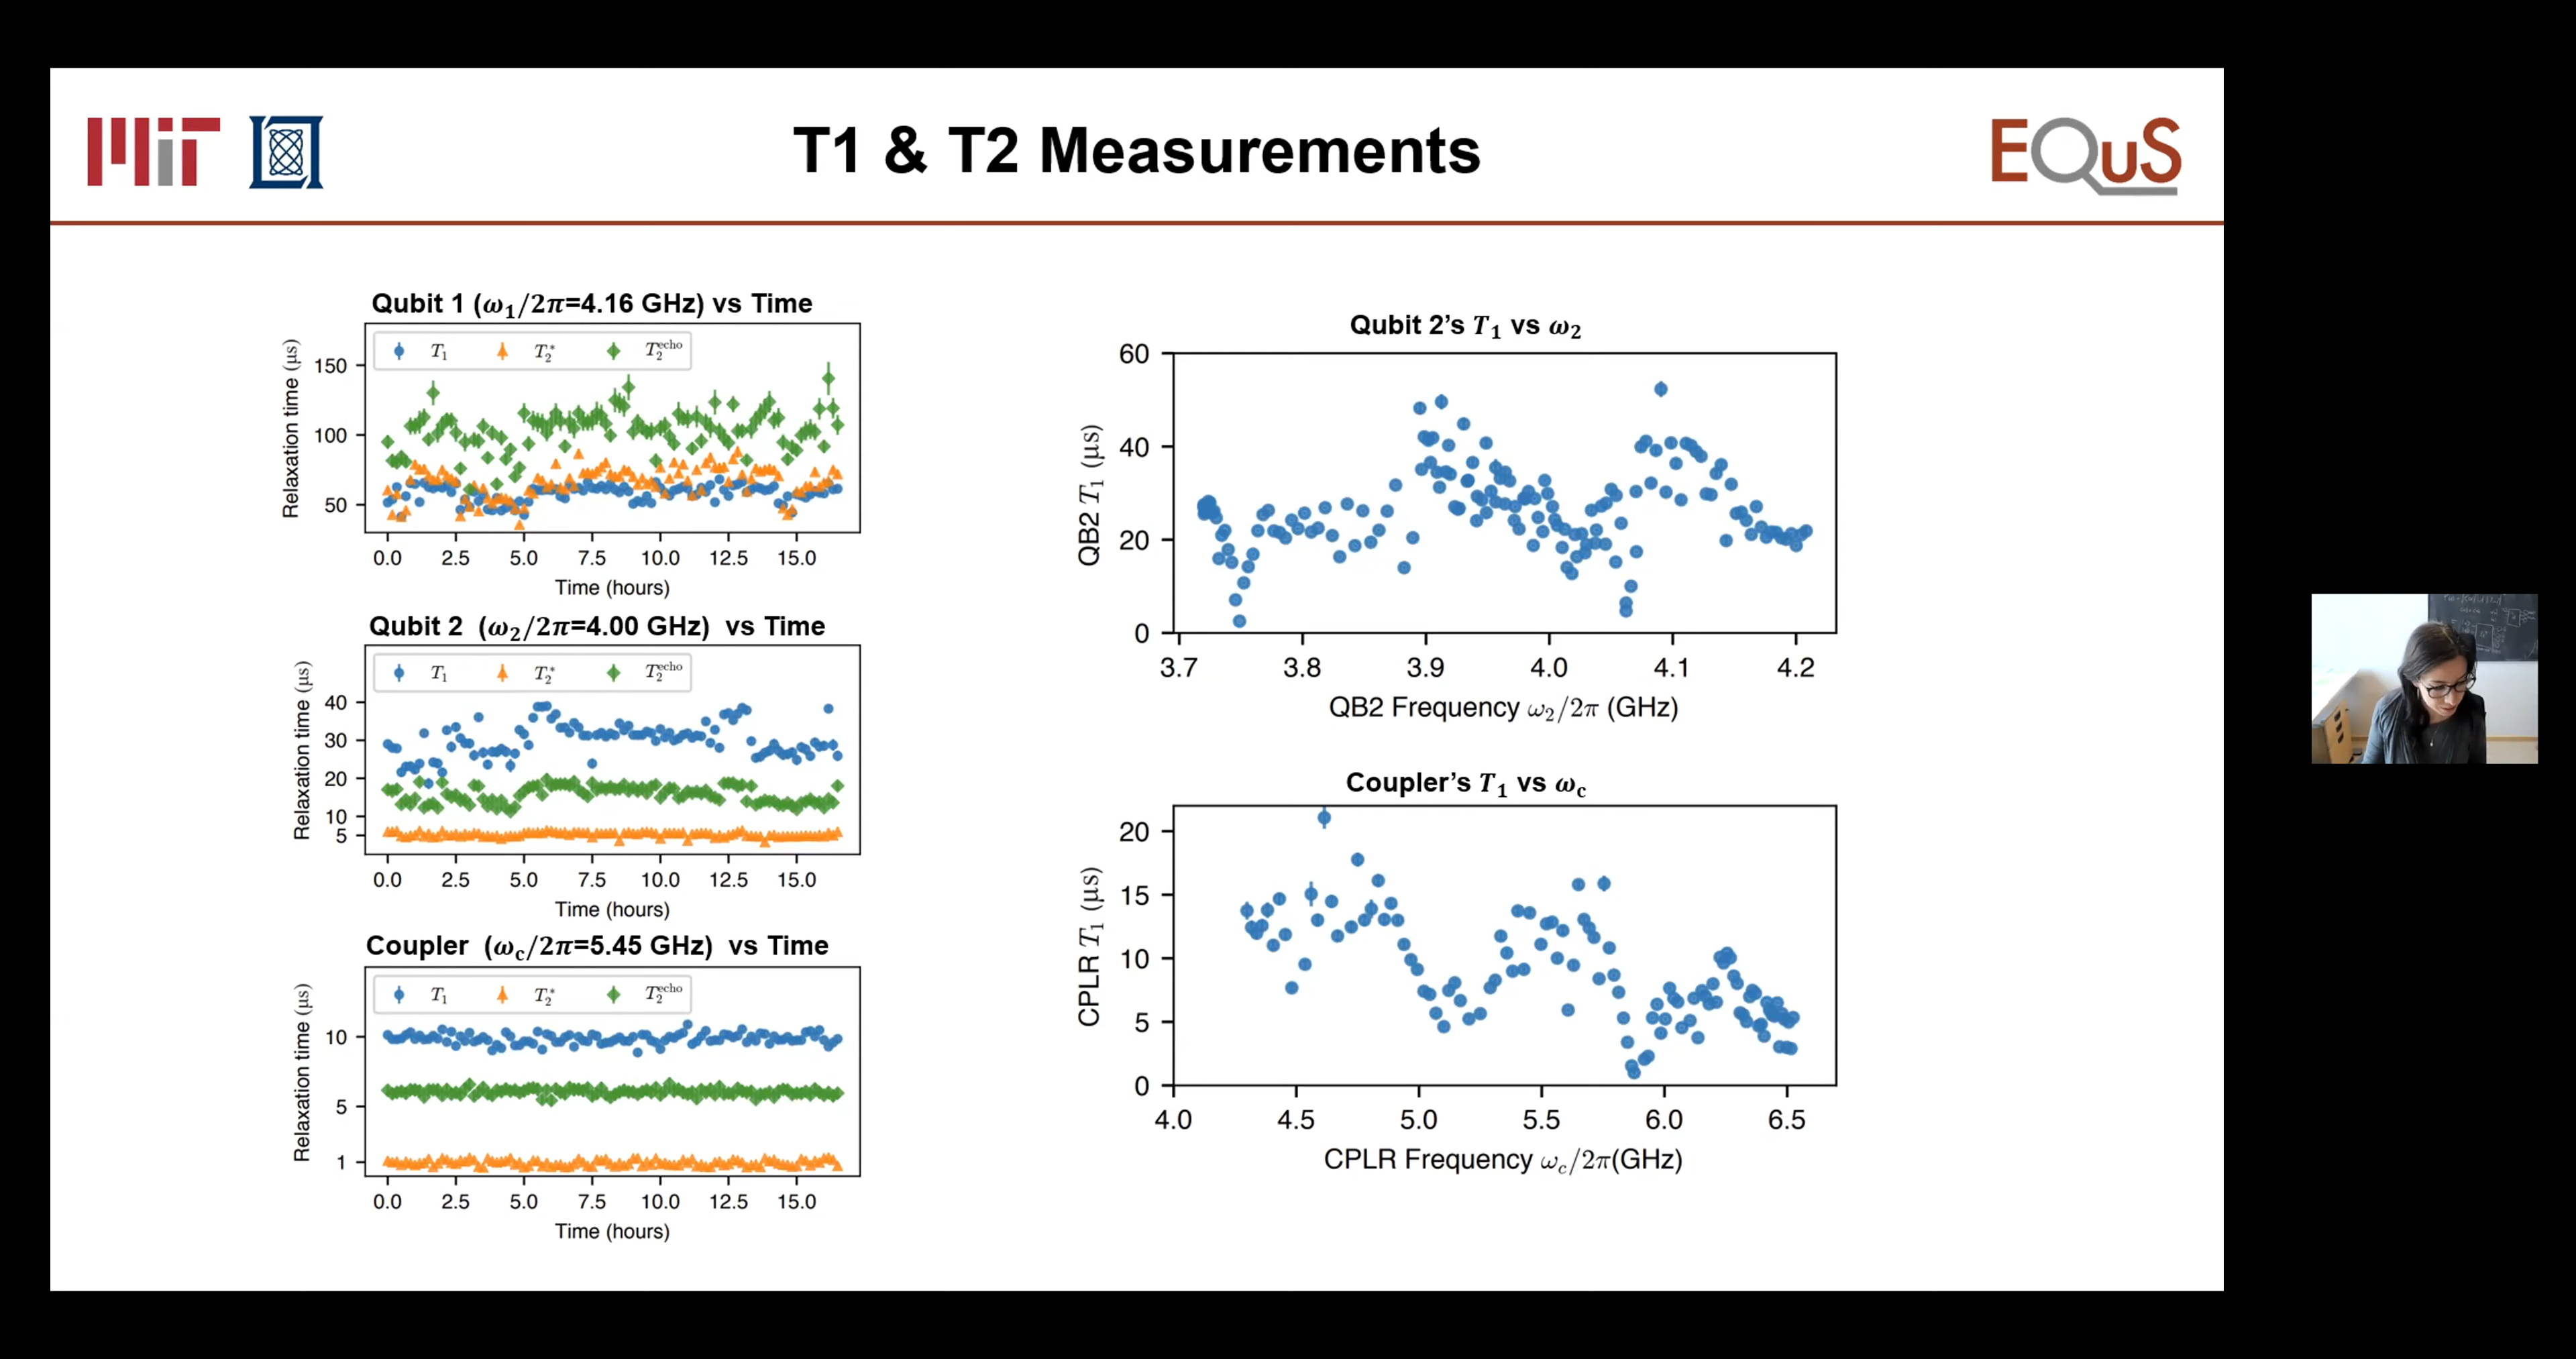 MIT
T1 & T2 Measurements
EQuS
Qubit 1 (ω₁/2π=4.16 GHz) vs Time
T₁ T₂* T₂ᵉᶜʰᵒ
Relaxation time (μs)
150
100
50
0.0 2.5 5.0 7.5 10.0 12.5 15.0
Time (hours)
Qubit 2 (ω₂/2π=4.00 GHz) vs Time
T₁ T₂* T₂ᵉᶜʰᵒ
Relaxation time (μs)
40
30
20
10
5
0.0 2.5 5.0 7.5 10.0 12.5 15.0
Time (hours)
Coupler (ωc/2π=5.45 GHz) vs Time
T₁ T₂* T₂ᵉᶜʰᵒ
Relaxation time (μs)
10
5
1
0.0 2.5 5.0 7.5 10.0 12.5 15.0
Time (hours)
Qubit 2’s T₁ vs ω₂
QB2 T₁ (μs)
60
40
20
0
3.7 3.8 3.9 4.0 4.1 4.2
QB2 Frequency ω₂/2π (GHz)
Coupler’s T₁ vs ωc
CPLR T₁ (μs)
20
15
10
5
0
4.0 4.5 5.0 5.5 6.0 6.5
CPLR Frequency ωc/2π(GHz)